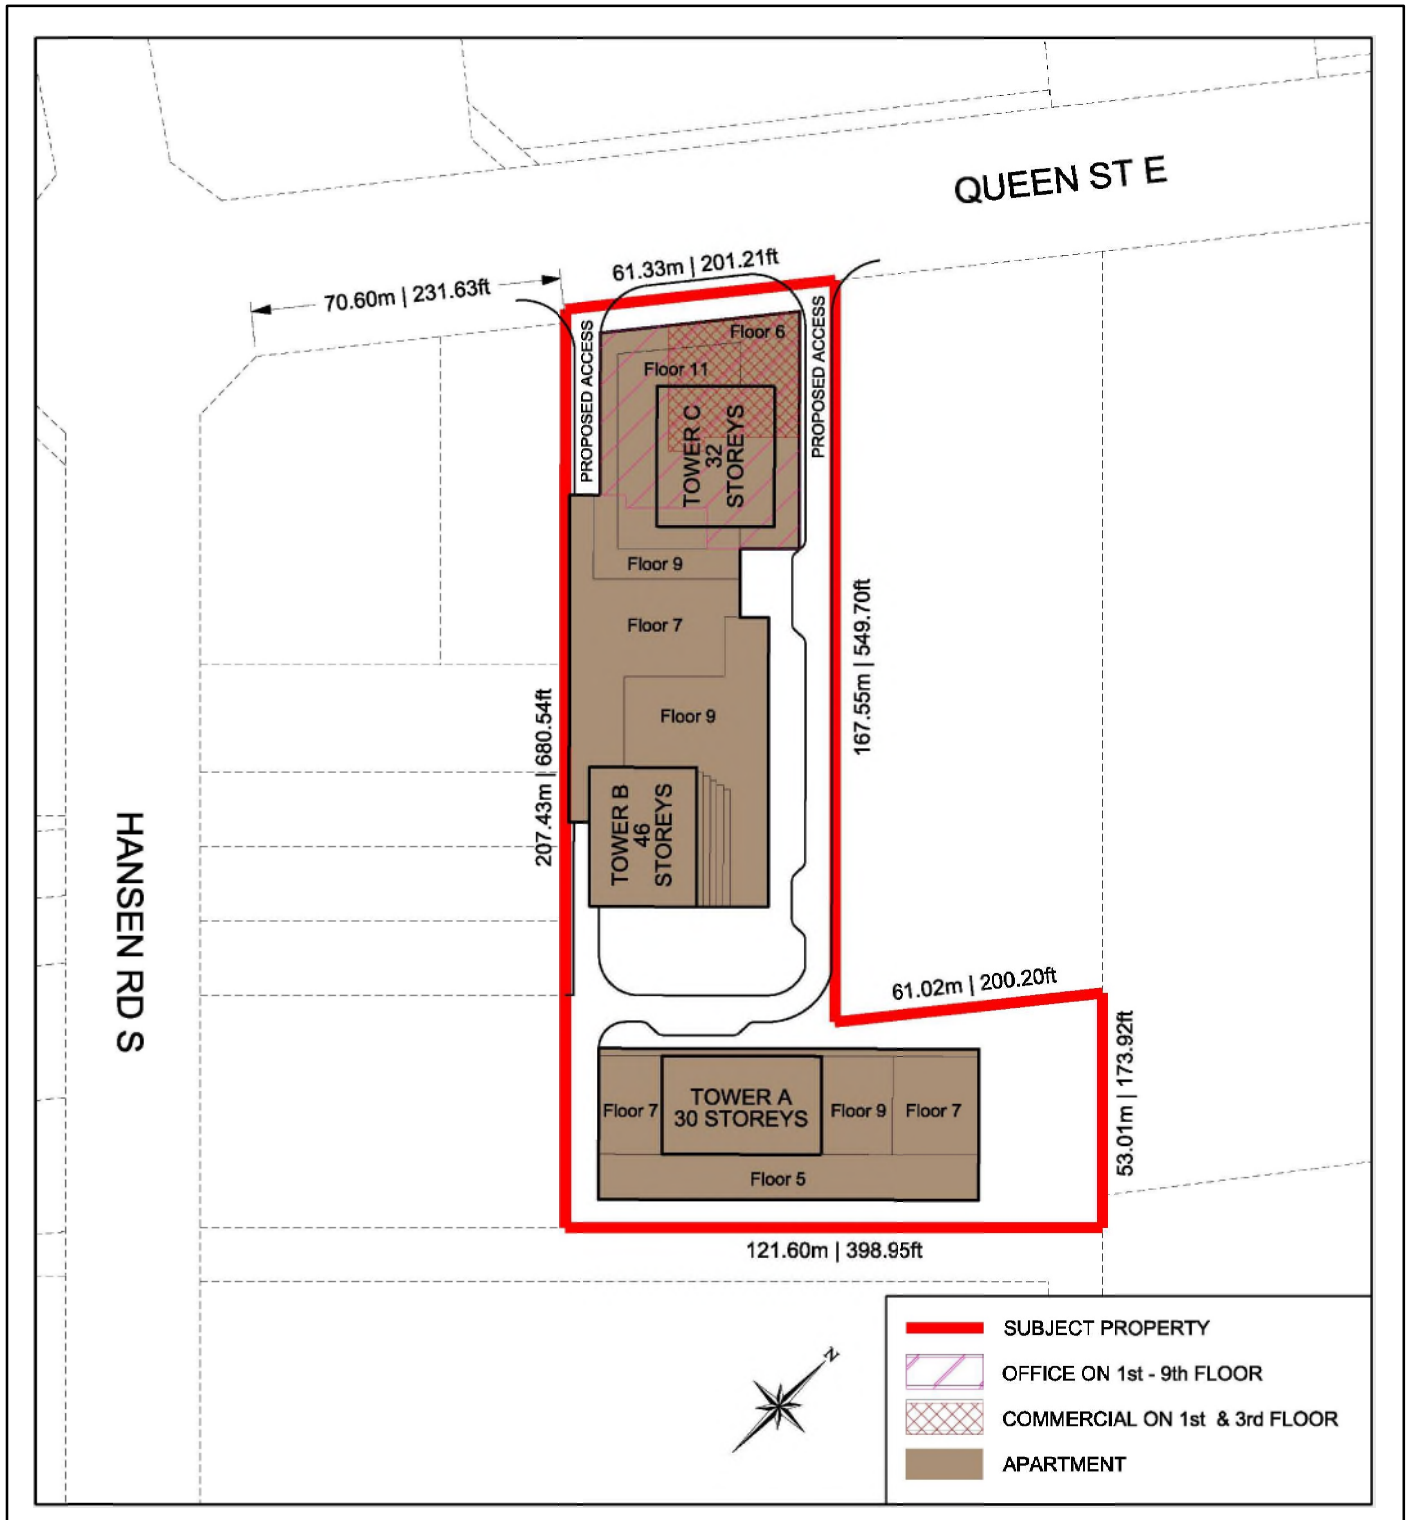 QUEEN ST E
61.33m | 201.21ft
70.60m | 231.63ft
PROPOSED ACCESS
PROPOSED ACCESS
Floor 6
Floor 11
TOWER C
32
STOREYS
Floor 9
Floor 7
167.55m | 549.70ft
207.43m | 680.54ft
Floor 9
TOWER B
46
STOREYS
HANSEN RD S
61.02m | 200.20ft
53.01m | 173.92ft
Floor 7
TOWER A
30 STOREYS
Floor 9
Floor 7
Floor 5
121.60m | 398.95ft
N
SUBJECT PROPERTY
OFFICE ON 1st - 9th FLOOR
COMMERCIAL ON 1st & 3rd FLOOR
APARTMENT